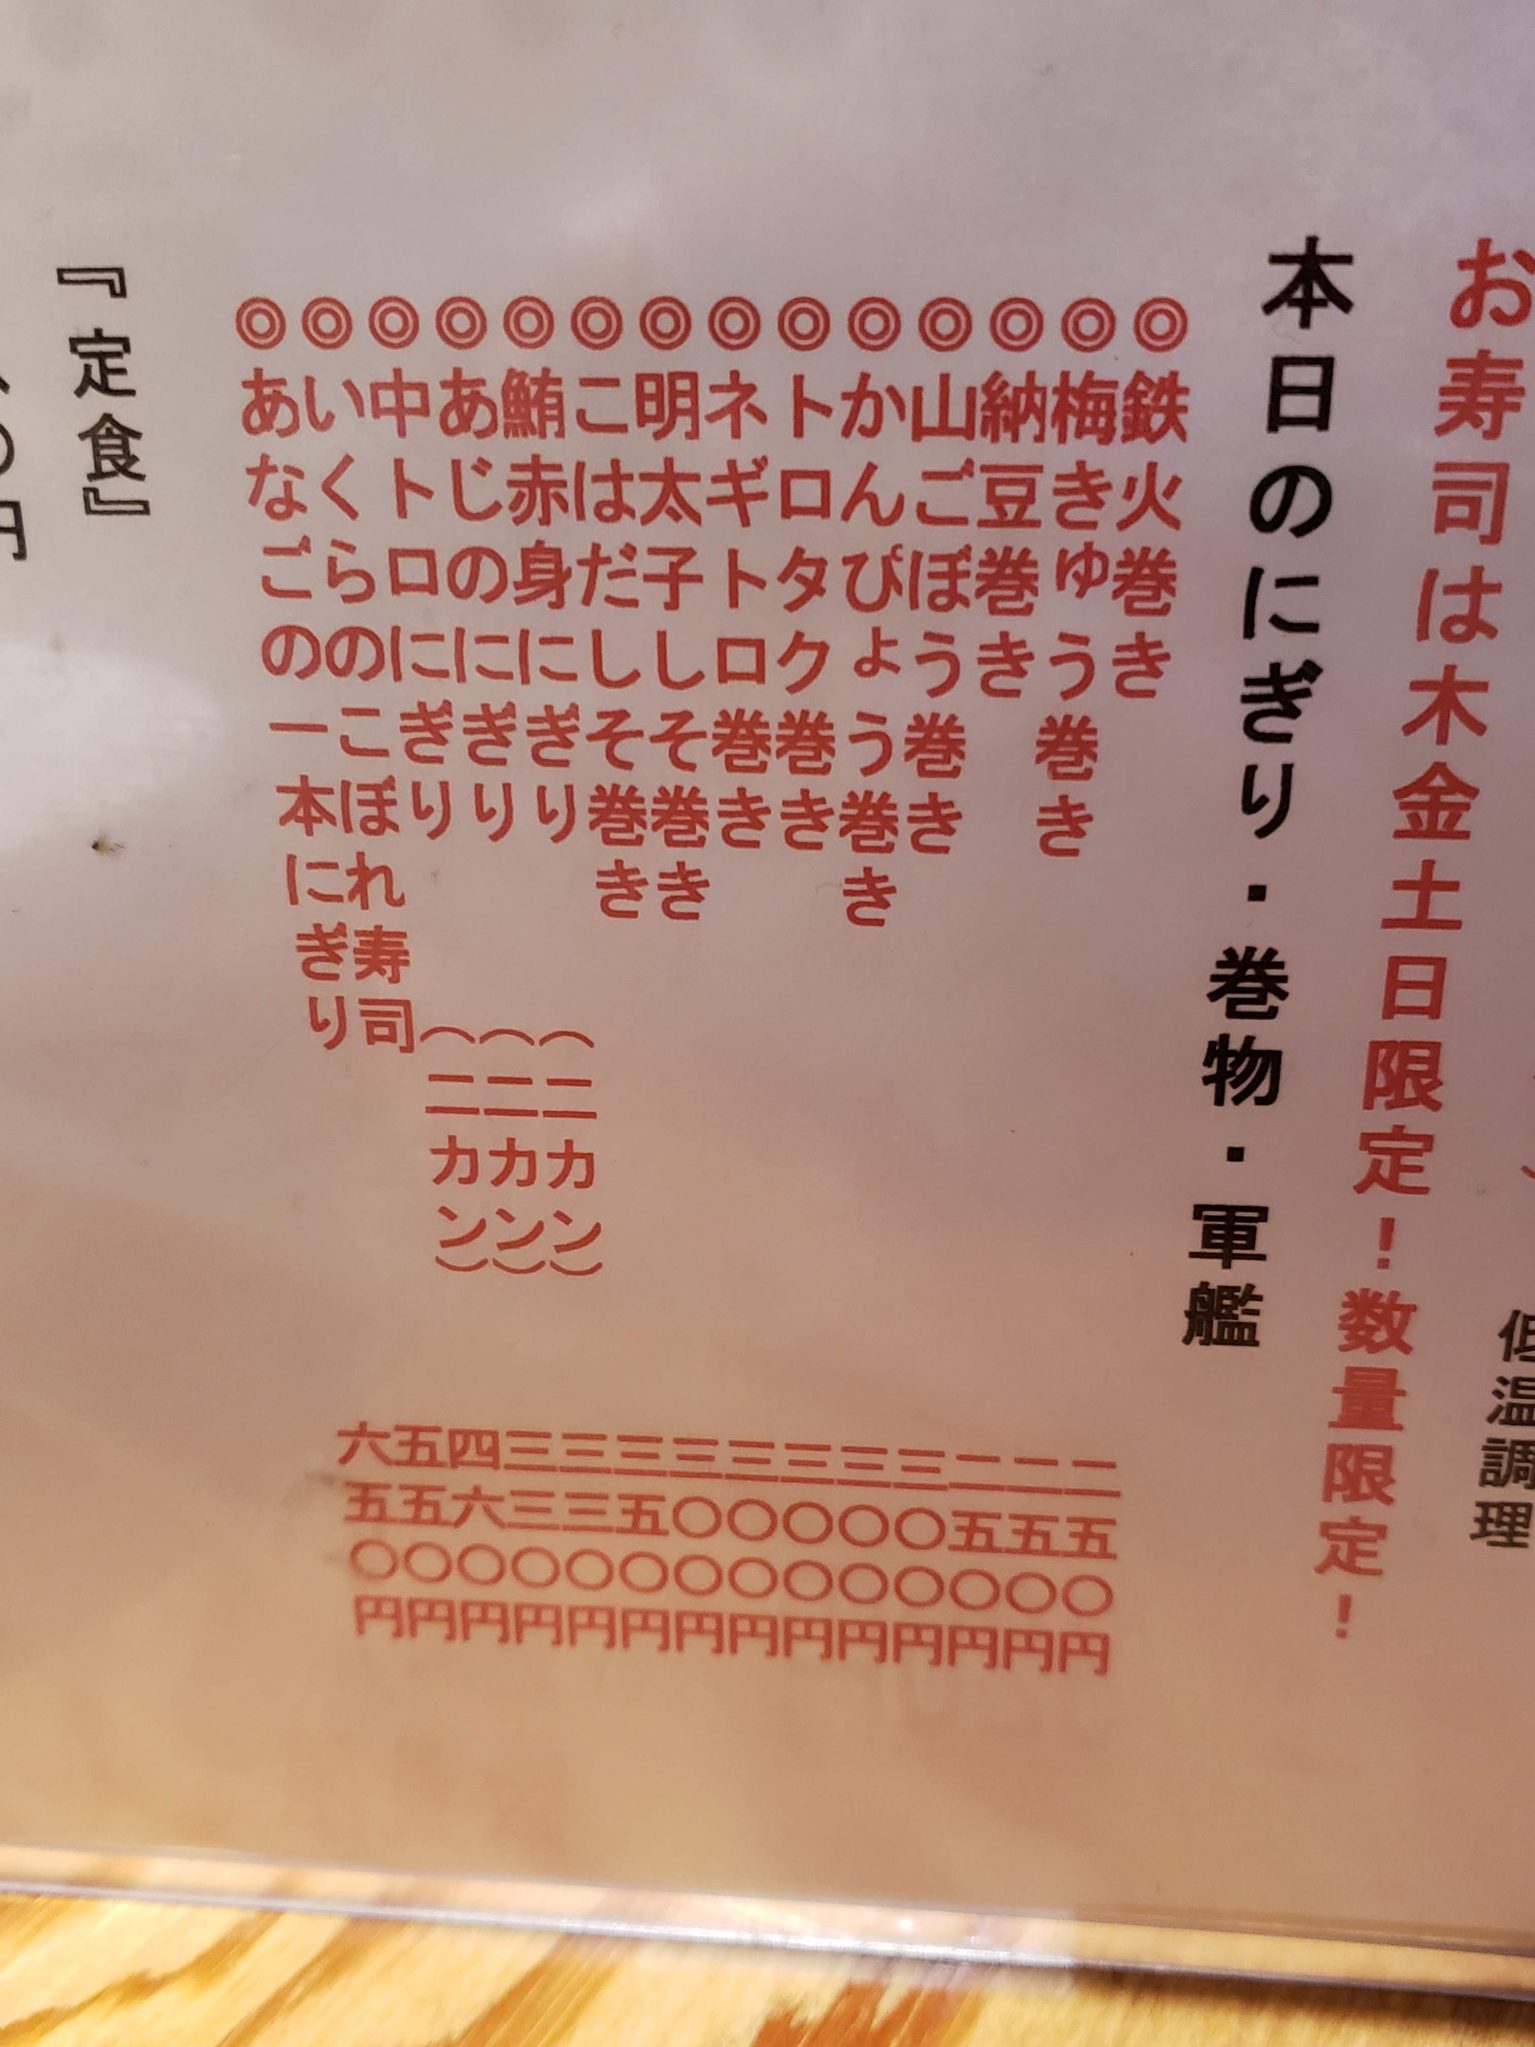 低温調理
お寿司は木金土日限定!数量限定!
本日のにぎり・巻物・軍艦
◎鉄火巻き 二五〇円
◎梅きゅう巻き 二五〇円
◎納豆巻き 二五〇円
◎山ごぼう巻き 三〇〇円
◎かんぴょう巻き 三〇〇円
◎トロタク巻き 三〇〇円
◎ネギトロ巻き 三〇〇円
◎明太子しそ巻き 三〇〇円
◎こはだしそ巻き 三五〇円
◎鮪赤身にぎり (二カン) 三三〇円
◎あじのにぎり (二カン) 三三〇円
◎中トロにぎり (二カン) 四六〇円
◎いくらのこぼれ寿司 五五〇円
◎あなごの一本にぎり 六五〇円
『定食』